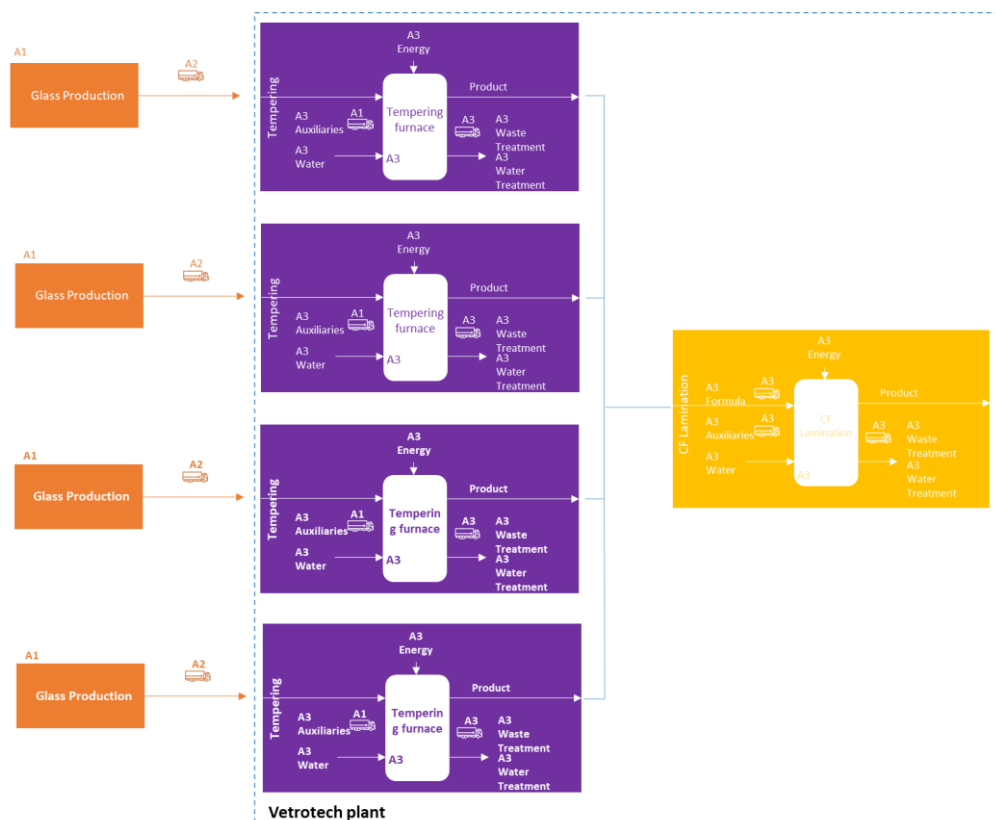 A1
Glass Production
A2
Tempering
A3
Energy
Tempering
furnace
A3
Product
A3
Auxiliaries
A1
A3
Water
A3
A3
Waste
Treatment
A3
Water
Treatment
A1
Glass Production
A2
Tempering
A3
Energy
Tempering
furnace
A3
Product
A3
Auxiliaries
A1
A3
Water
A3
A3
Waste
Treatment
A3
Water
Treatment
A1
Glass Production
A2
Tempering
A3
Energy
Temperin
g furnace
A3
Product
A3
Auxiliaries
A1
A3
Water
A3
A3
Waste
Treatment
A3
Water
Treatment
A1
Glass Production
A2
Tempering
A3
Energy
Temperin
g furnace
A3
Product
A3
Auxiliaries
A1
A3
Water
A3
A3
Waste
Treatment
A3
Water
Treatment
CF Lamination
A3
Energy
A3
Formula
A3
A3
Auxiliaries
A3
A3
Water
CF
Lamination
A3
Product
A3
A3
Waste
Treatment
A3
Water
Treatment
Vetrotech plant